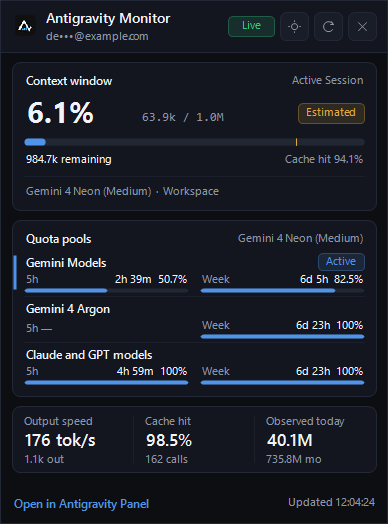 Antigravity Monitor
Live
de•••@example.com
Context window
Active Session
6.1%
63.9k / 1.0M
Estimated
984.7k remaining
Cache hit 94.1%
Gemini 4 Neon (Medium) · Workspace
Quota pools
Gemini 4 Neon (Medium)
Gemini Models
Active
5h 2h 39m 50.7%
Week 6d 5h 82.5%
Gemini 4 Argon
5h —
Week 6d 23h 100%
Claude and GPT models
5h 4h 59m 100%
Week 6d 23h 100%
Output speed
176 tok/s
1.1k out
Cache hit
98.5%
162 calls
Observed today
40.1M
735.8M mo
Open in Antigravity Panel
Updated 12:04:24